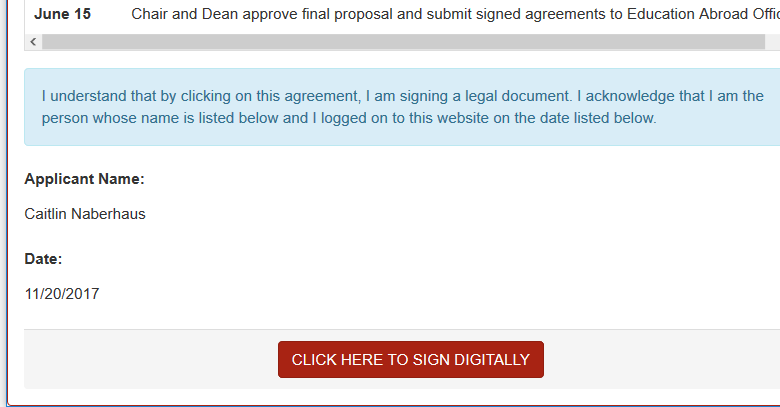 June 15 Chair and Dean approve final proposal and submit signed agreements to Education Abroad
I understand that by clicking on this agreement, I am signing a legal document. I acknowledge that I am the
person whose name is listed below and I logged on to this website on the date listed below.
Applicant Name:
Caitlin Naberhaus
Date:
11/20/2017
CLICK HERE TO SIGN DIGITALLY